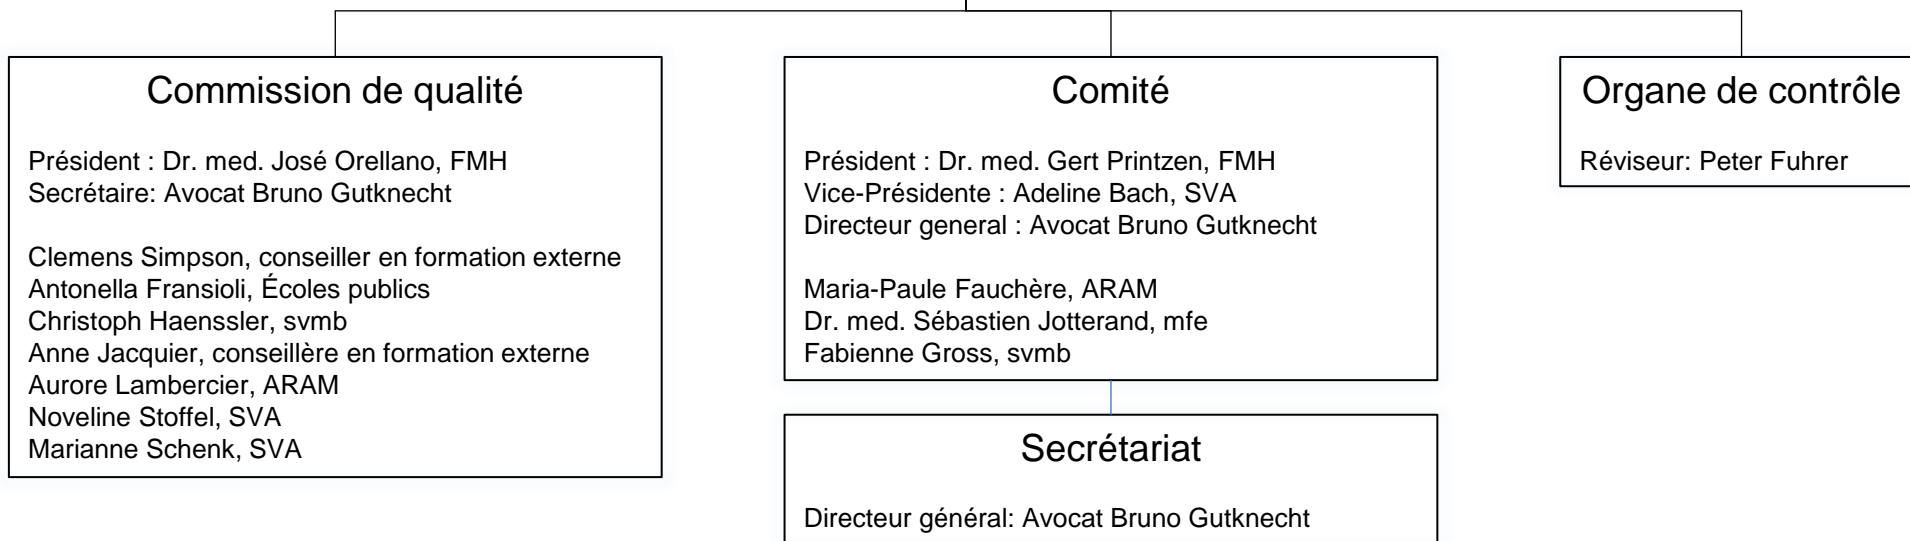 Commission de qualité
Président : Dr. med. José Orellano, FMH
Secrétaire: Avocat Bruno Gutknecht
Clemens Simpson, conseiller en formation externe
Antonella Fransioli, Écoles publics
Christoph Haenssler, svmb
Anne Jacquier, conseillère en formation externe
Aurore Lambercier, ARAM
Noveline Stoffel, SVA
Marianne Schenk, SVA
Comité
Président : Dr. med. Gert Printzen, FMH
Vice-Présidente : Adeline Bach, SVA
Directeur general : Avocat Bruno Gutknecht
Maria-Paule Fauchère, ARAM
Dr. med. Sébastien Jotterand, mfe
Fabienne Gross, svmb
Secrétariat
Directeur général: Avocat Bruno Gutknecht
Organe de contrôle
Réviseur: Peter Fuhrer